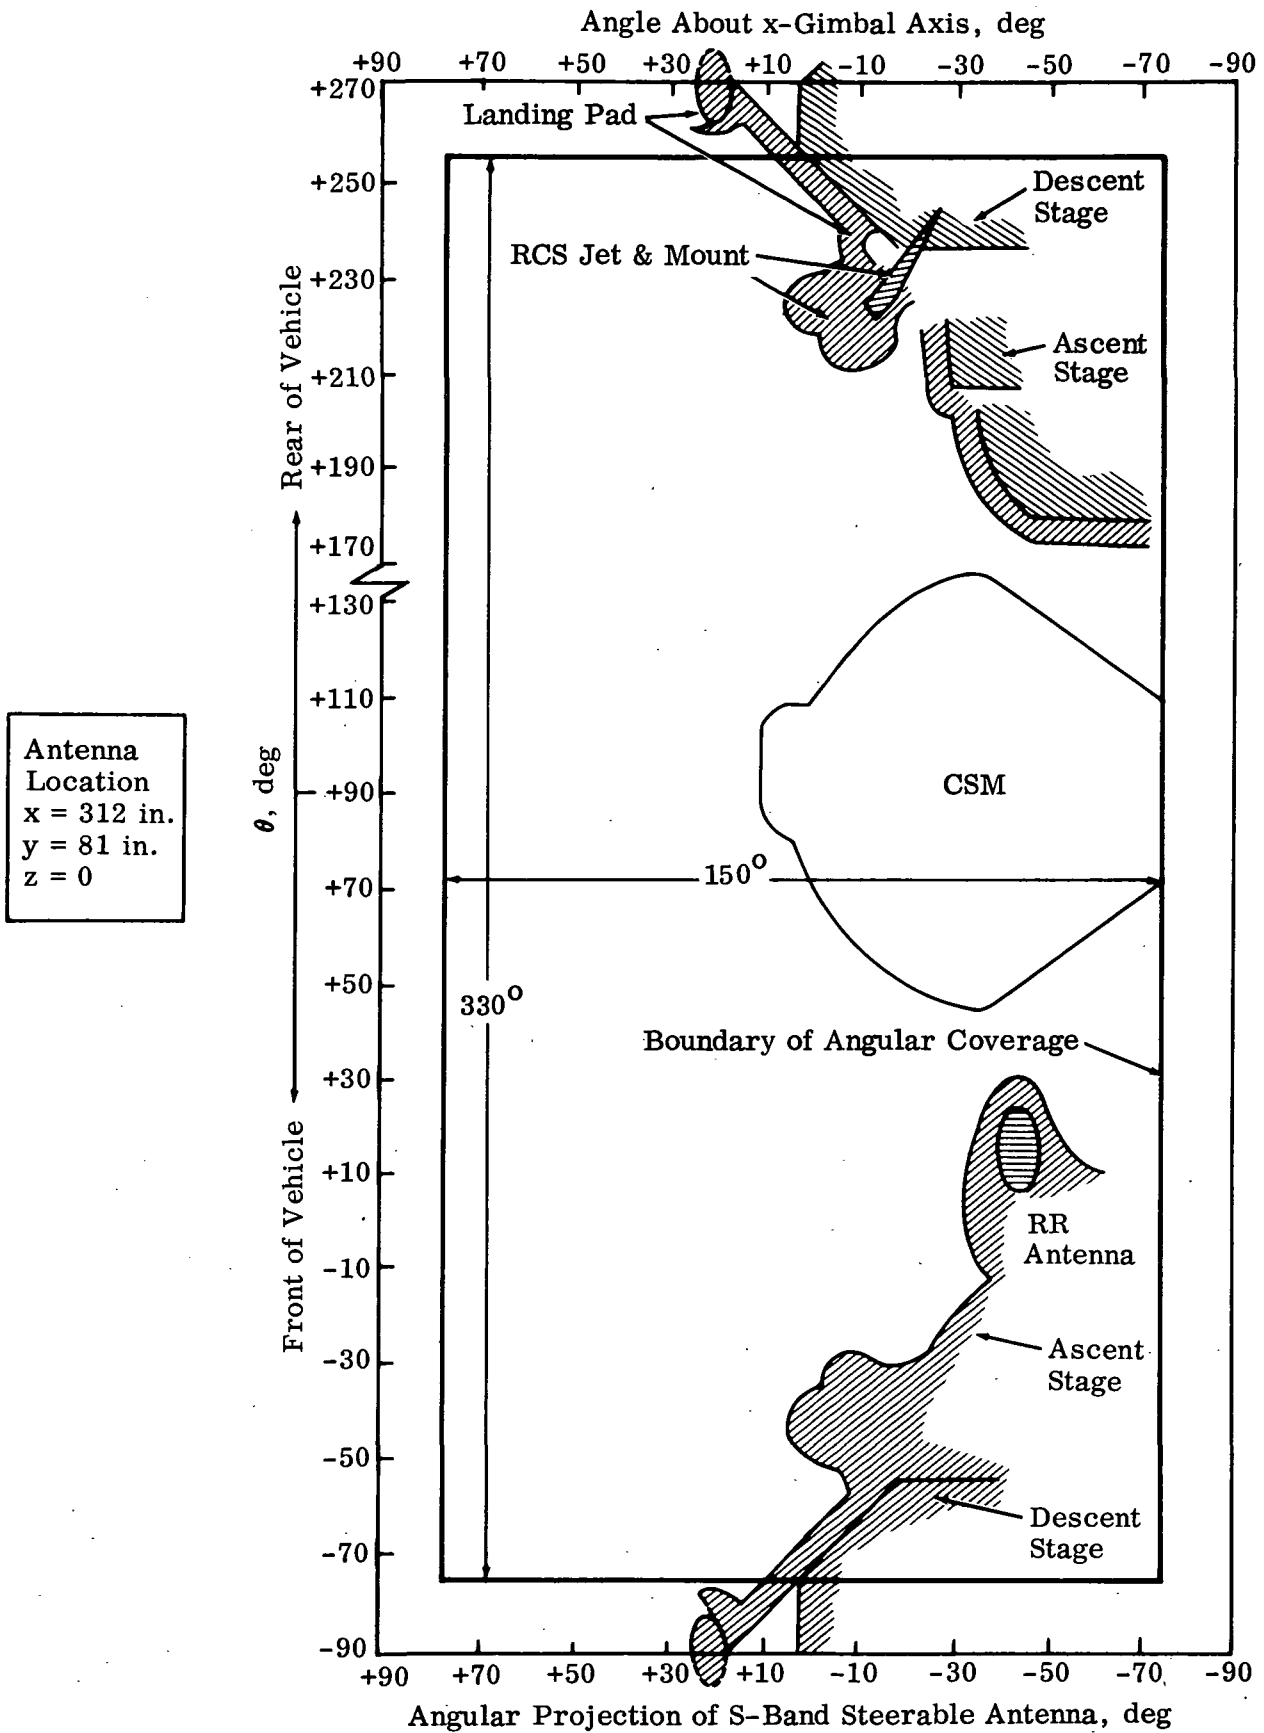 Angle About x-Gimbal Axis, deg
+90 +70 +50 +30 +10 -10 -30 -50 -70 -90
+270
Landing Pad
+250
Descent
Stage
RCS Jet & Mount
+230
Rear of Vehicle
Ascent
Stage
+210
+190
+170
+130
+110
Antenna
Location
x = 312 in.
y = 81 in.
z = 0
θ, deg
+90
CSM
150°
+70
+50
330°
Boundary of Angular Coverage
+30
Front of Vehicle
+10
RR
Antenna
-10
-30
Ascent
Stage
-50
Descent
Stage
-70
-90
+90 +70 +50 +30 +10 -10 -30 -50 -70 -90
Angular Projection of S-Band Steerable Antenna, deg